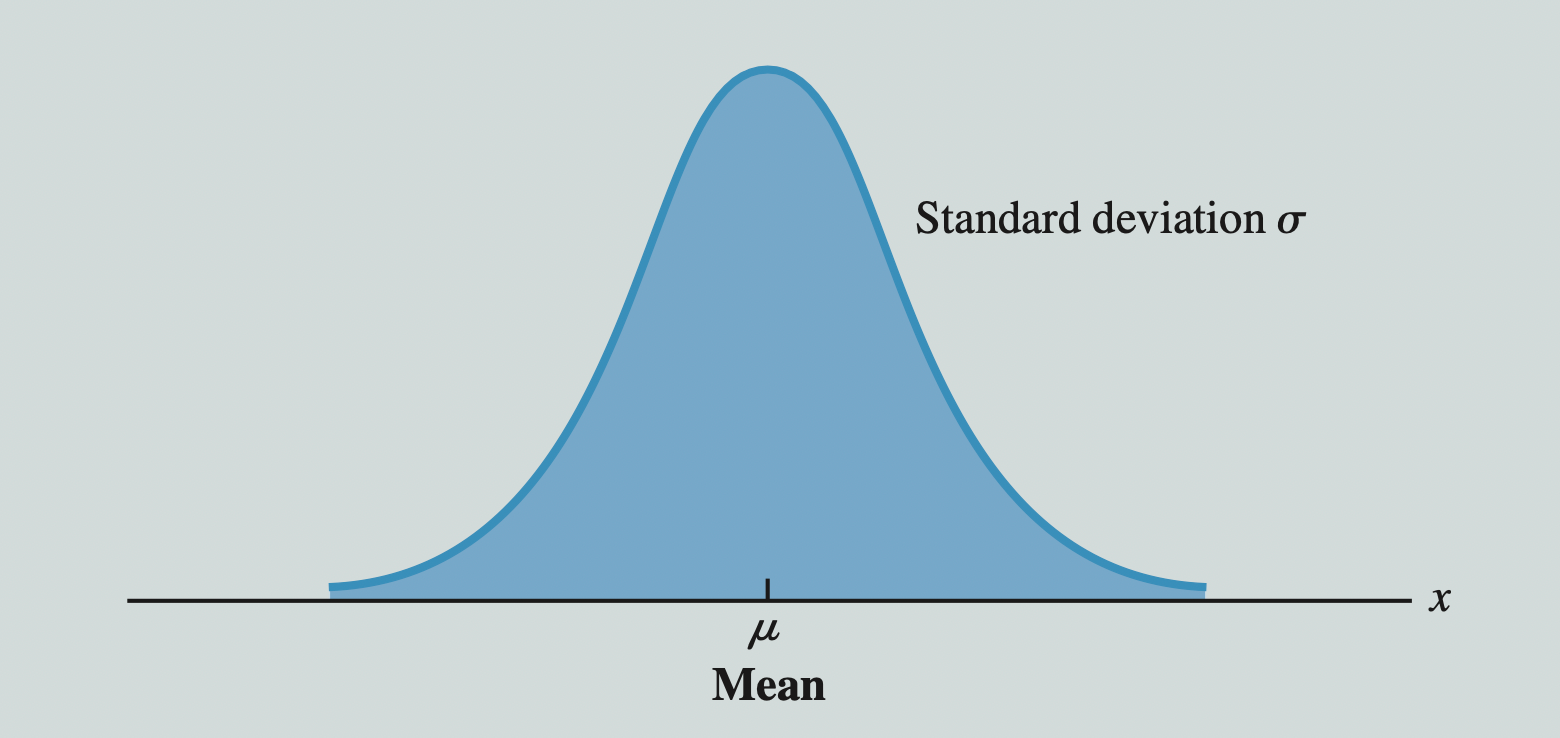 Standard deviation σ
x
μ
Mean